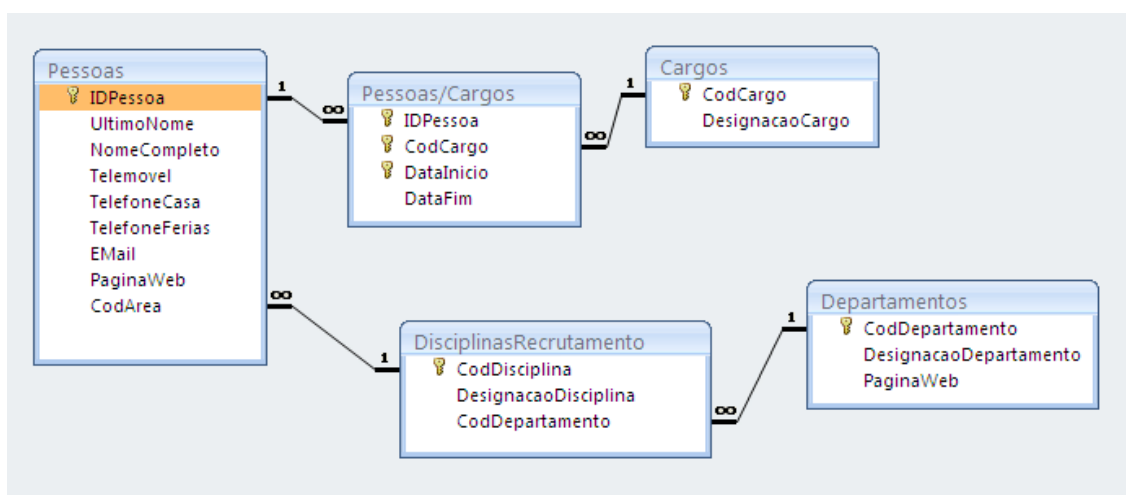 Pessoas
IDPessoa
UltimoNome
NomeCompleto
Telemovel
TelefoneCasa
TelefoneFerias
EMail
PaginaWeb
CodArea
1
∞
Pessoas/Cargos
IDPessoa
CodCargo
DataInicio
DataFim
1
∞
Cargos
CodCargo
DesignacaoCargo
∞
1
DisciplinasRecrutamento
CodDisciplina
DesignacaoDisciplina
CodDepartamento
1
∞
Departamentos
CodDepartamento
DesignacaoDepartamento
PaginaWeb